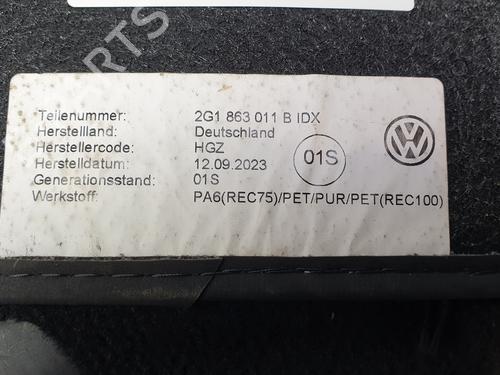 PARTS
Teilenummer: 2G1 863 011 B IDX
Herstellland: Deutschland
Herstellercode: HGZ
Herstelldatum: 12.09.2023
Generationsstand: 01S
Werkstoff: PA6(REC75)/PET/PUR/PET(REC100)
01S